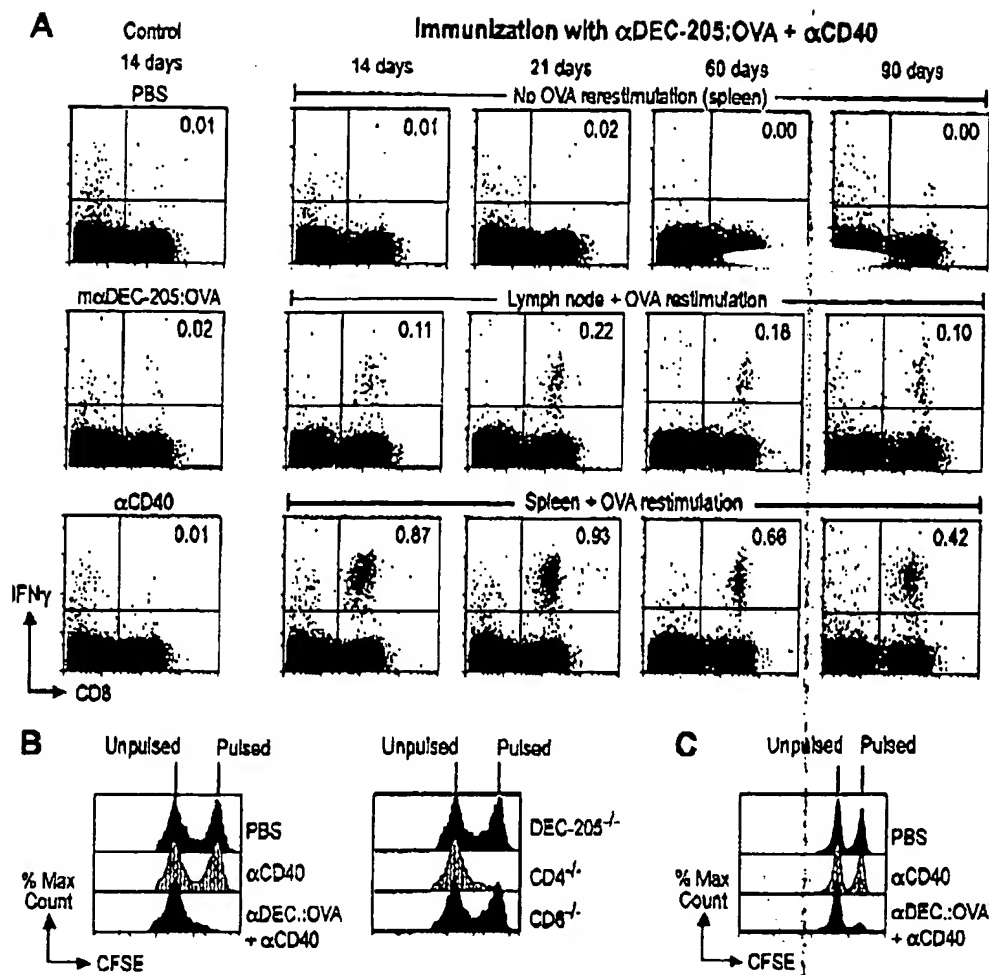 A
Control
14 days
PBS
Immunization with αDEC-205:OVA + αCD40
14 days 21 days 60 days 90 days
No OVA rerestimutation (spleen)
0.01 0.01 0.02 0.00 0.00
mαDEC-205:OVA
Lymph node + OVA restimulation
0.02 0.11 0.22 0.18 0.10
αCD40
Spleen + OVA restimulation
0.01 0.87 0.93 0.66 0.42
IFNγ
CD8
B
Unpulsed Pulsed
PBS
αCD40
αDEC.:OVA
+ αCD40
% Max
Count
CFSE
Unpulsed Pulsed
DEC-205-/-
CD4-/-
CD8-/-
C
Unpulsed Pulsed
PBS
αCD40
αDEC.:OVA
+ αCD40
% Max
Count
CFSE